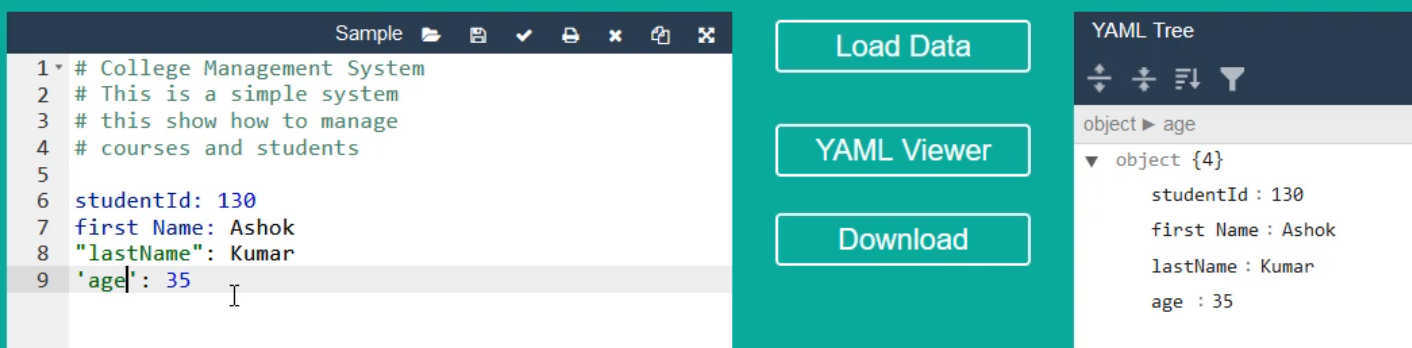 Sample
1 # College Management System
2 # This is a simple system
3 # this show how to manage
4 # courses and students
5
6 studentId: 130
7 first Name: Ashok
8 "lastName": Kumar
9 'age': 35
Load Data
YAML Viewer
Download
YAML Tree
object ► age
▼ object {4}
studentId : 130
first Name : Ashok
lastName : Kumar
age : 35